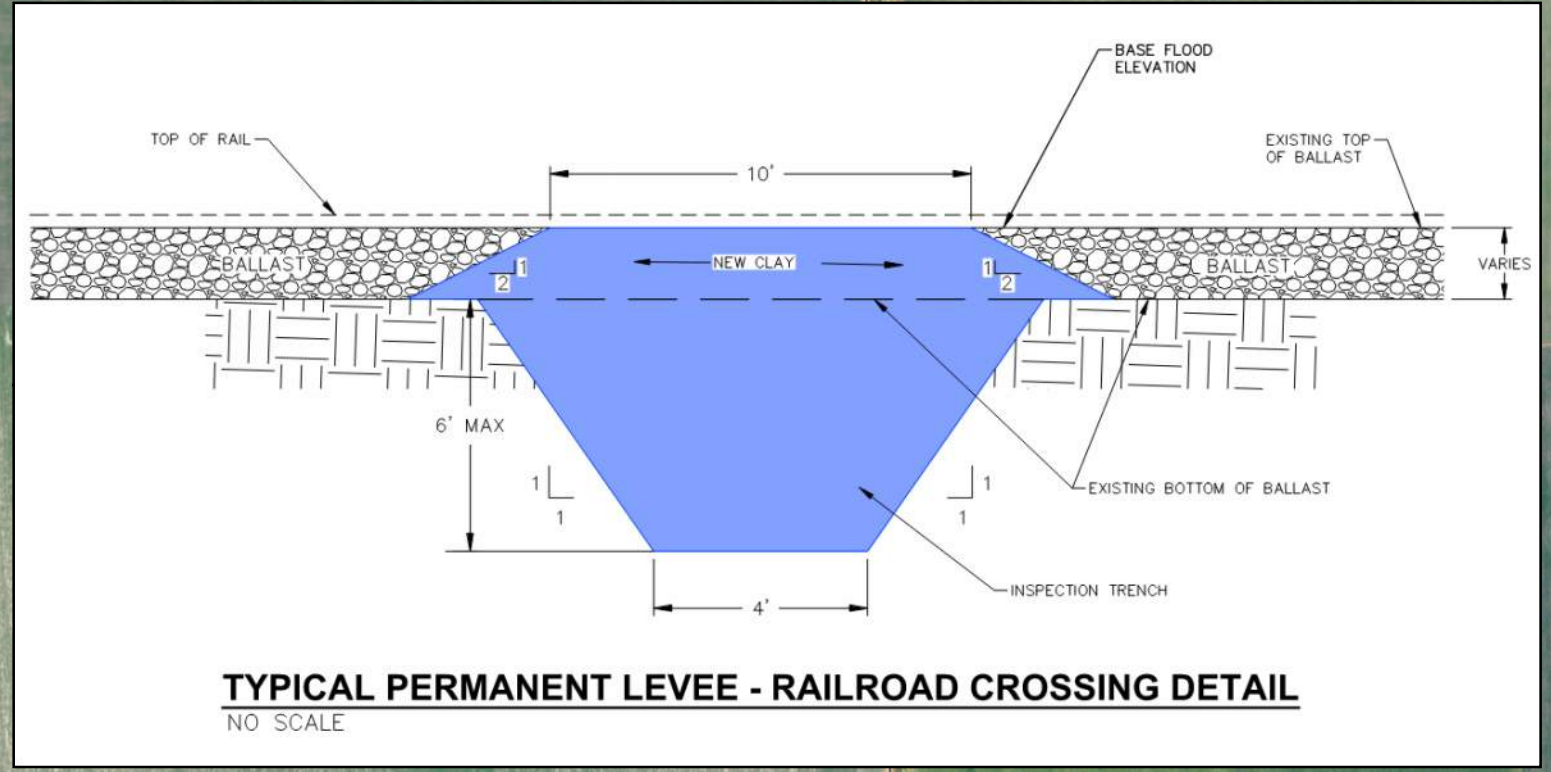 BASE FLOOD
ELEVATION
TOP OF RAIL
EXISTING TOP
OF BALLAST
10'
BALLAST
NEW CLAY
BALLAST
VARIES
1
2
1
2
6' MAX
1
1
1
1
EXISTING BOTTOM OF BALLAST
INSPECTION TRENCH
4'
TYPICAL PERMANENT LEVEE - RAILROAD CROSSING DETAIL
NO SCALE